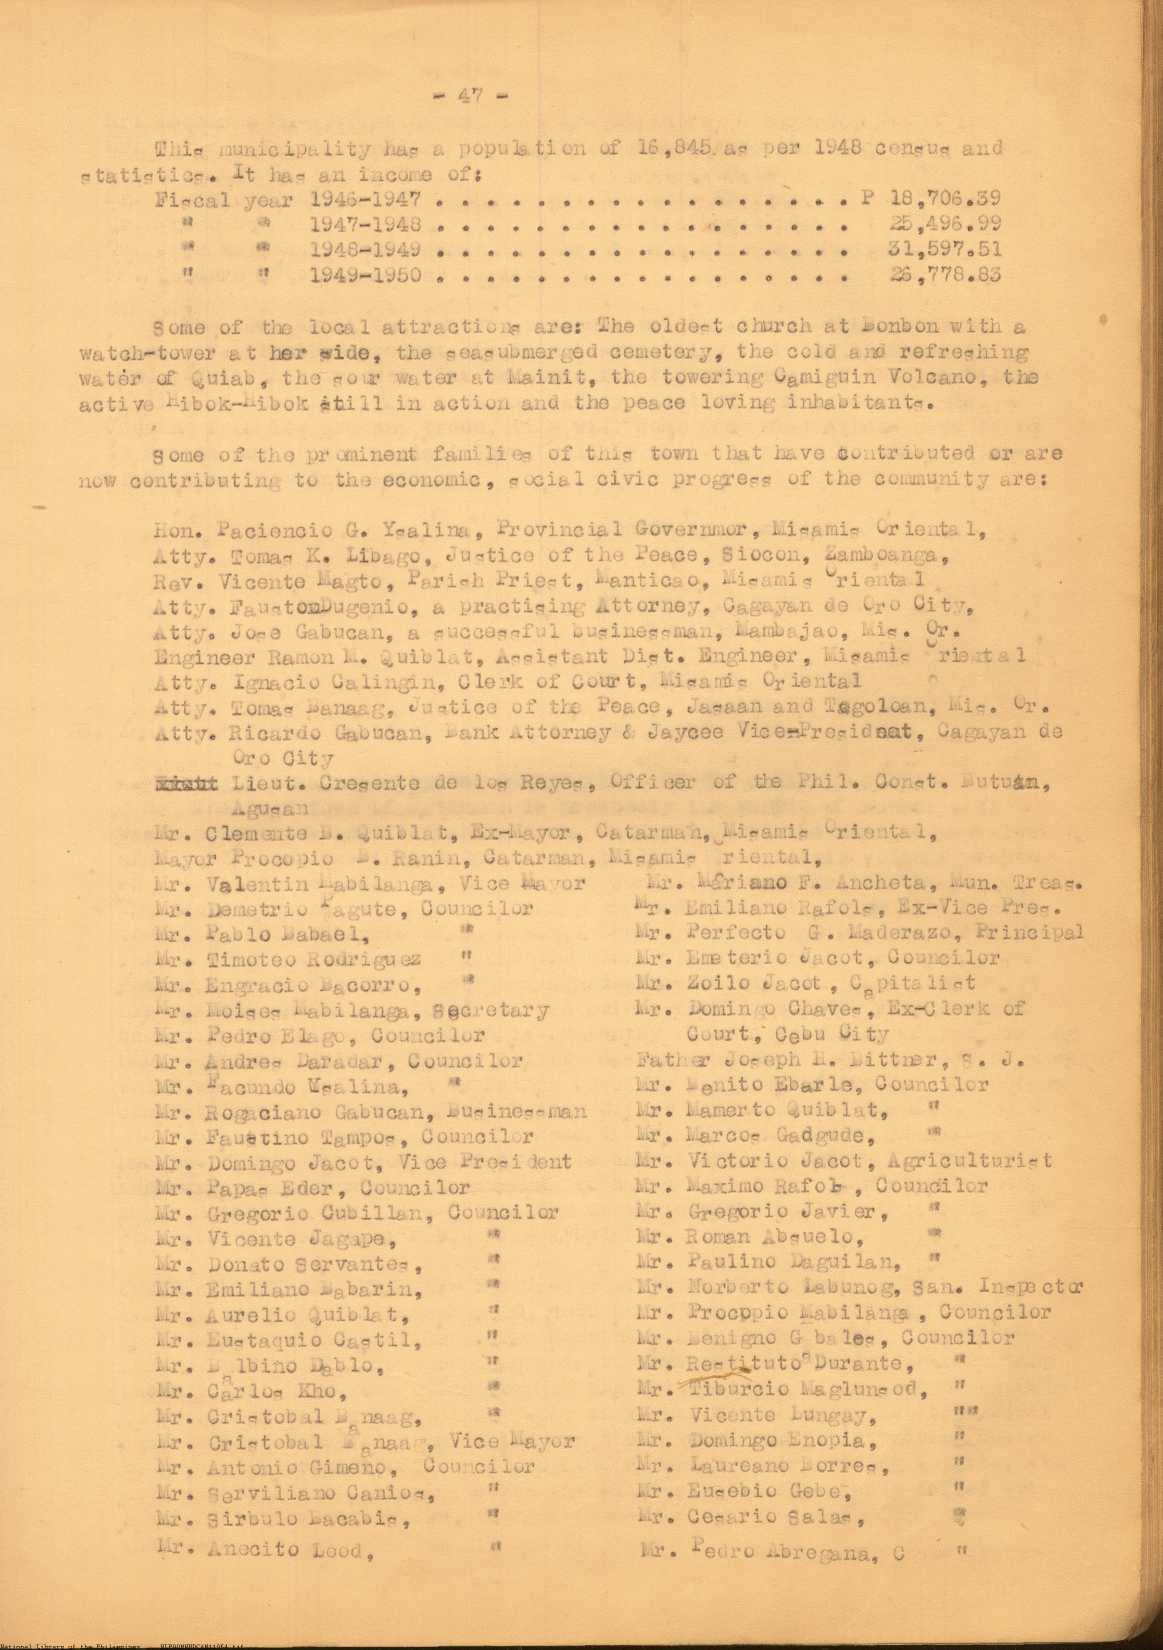 - 47 -
This municipality has a population of 16,845 as per 1948 census and
statistics. It has an income of:
Fiscal year 1946-1947 . . . . . . . . . . . . . . . . . P 18,706.39
" " 1947-1948 . . . . . . . . . . . . . . . . . 25,496.99
" " 1948-1949 . . . . . . . . . . . . . . . . . 31,597.51
" " 1949-1950 . . . . . . . . . . . . . . . . . 26,778.83
Some of the local attractions are: The oldest church at Bonbon with a
watch-tower at her side, the seasubmerged cemetery, the cold and refreshing
water of Quiab, the sour water at Mainit, the towering Camiguin Volcano, the
active Hibok-Hibok still in action and the peace loving inhabitants.
Some of the prominent families of this town that have contributed or are
now contributing to the economic, social civic progress of the community are:
Hon. Paciencio G. Ysalina, Provincial Governmor, Misamis Oriental,
Atty. Tomas K. Libago, Justice of the Peace, Siocon, Zamboanga,
Rev. Vicente Magto, Parish Priest, Manticao, Misamis Oriental
Atty. FaustonDugenio, a practising Attorney, Cagayan de Oro City,
Atty. Jose Gabucan, a successful businessman, Mambajao, Mis. Or.
Engineer Ramon M. Quiblat, Assistant Dist. Engineer, Misamis Oriental
Atty. Ignacio Calingin, Clerk of Court, Misamis Oriental
Atty. Tomas Banaag, Justice of the Peace, Jasaan and Tagoloan, Mis. Or.
Atty. Ricardo Gabucan, Bank Attorney & Jaycee Vice-President, Cagayan de
Oro City
Lieut. Cresente de los Reyes, Officer of the Phil. Const. Butuan,
Agusan
Mr. Clemente B. Quiblat, Ex-Mayor, Catarman, Misamis Oriental,
Mayor Procopio B. Ranin, Catarman, Misamis riental,
Mr. Valentin Mabilanga, Vice Mayor
Mr. Demetrio Pagute, Councilor
Mr. Pablo Babael, "
Mr. Timoteo Rodriguez "
Mr. Engracio Bacorro, "
Mr. Moises Mabilanga, Secretary
Mr. Pedro Elago, Councilor
Mr. Andres Daradar, Councilor
Mr. Facundo Ysalina, "
Mr. Rogaciano Gabucan, Businessman
Mr. Faustino Tampos, Councilor
Mr. Domingo Jacot, Vice President
Mr. Papas Eder, Councilor
Mr. Gregorio Cubillan, Councilor
Mr. Vicente Jagape, "
Mr. Donato Servantes, "
Mr. Emiliano Babarin, "
Mr. Aurelio Quiblat, "
Mr. Eustaquio Castil, "
Mr. Balbino Dablo, "
Mr. Carlos Kho, "
Mr. Cristobal Banaag, "
Mr. Cristobal Banaag, Vice Mayor
Mr. Antonio Gimeno, Councilor
Mr. Serviliano Canios, "
Mr. Sirbulo Bacabis, "
Mr. Anecito Leod, "
Mr. Mariano F. Ancheta, Mun. Treas.
Mr. Emiliano Rafols, Ex-Vice Pres.
Mr. Perfecto G. Maderazo, Principal
Mr. Emeterio Jacot, Councilor
Mr. Zoilo Jacot, Capitalist
Mr. Domingo Chaves, Ex-Clerk of
Court, Cebu City
Father Joseph H. Bittner, S. J.
Mr. Benito Ebarle, Councilor
Mr. Mamerto Quiblat, "
Mr. Marcos Gadgude, "
Mr. Victorio Jacot, Agriculturist
Mr. Maximo Rafols, Councilor
Mr. Gregorio Javier, "
Mr. Roman Absuelo, "
Mr. Paulino Daguilan, "
Mr. Norberto Labunog, San. Inspector
Mr. Procopio Mabilanga, Councilor
Mr. Benigno Gabales, Councilor
Mr. Restituto Durante, "
Mr. Tiburcio Maglunsod, "
Mr. Vicente Lungay, ""
Mr. Domingo Enopia, "
Mr. Laureano Borres, "
Mr. Eusebio Gebe, "
Mr. Cesario Salas, "
Mr. Pedro Abregana, C "
National Library of the Philippines